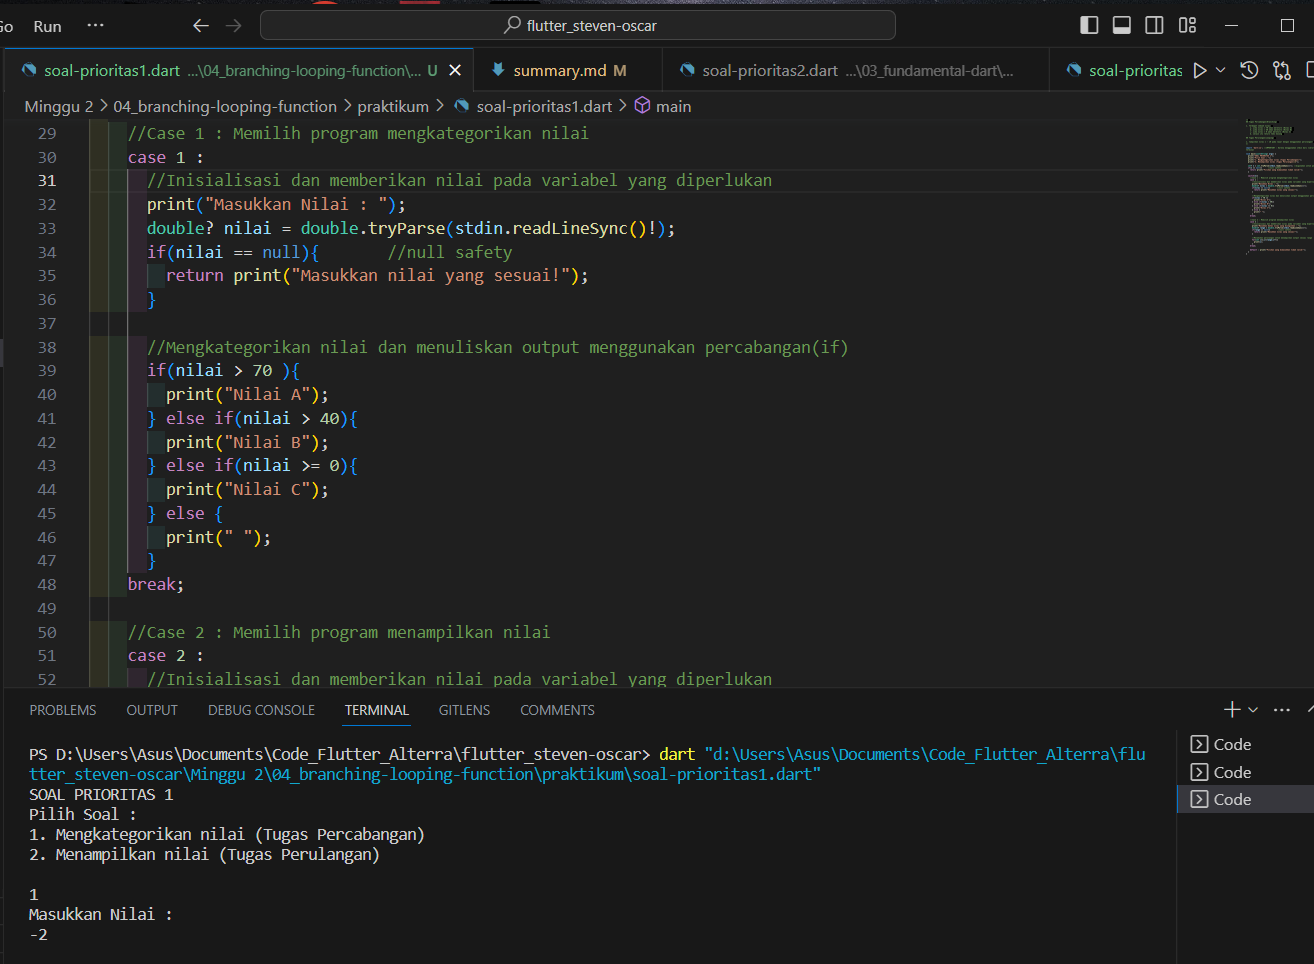 Go Run ···
flutter_steven-oscar
soal-prioritas1.dart ...\04_branching-looping-function\... U
summary.md M
soal-prioritas2.dart ...\03_fundamental-dart\...
soal-prioritas
Minggu 2 > 04_branching-looping-function > praktikum > soal-prioritas1.dart > main
29 //Case 1 : Memilih program mengkategorikan nilai
30 case 1 :
31 //Inisialisasi dan memberikan nilai pada variabel yang diperlukan
32 print("Masukkan Nilai : ");
33 double? nilai = double.tryParse(stdin.readLineSync()!);
34 if(nilai == null){ //null safety
35 return print("Masukkan nilai yang sesuai!");
36 }
37
38 //Mengkategorikan nilai dan menuliskan output menggunakan percabangan(if)
39 if(nilai > 70 ){
40 print("Nilai A");
41 } else if(nilai > 40){
42 print("Nilai B");
43 } else if(nilai >= 0){
44 print("Nilai C");
45 } else {
46 print(" ");
47 }
48 break;
49
50 //Case 2 : Memilih program menampilkan nilai
51 case 2 :
52 //Inisialisasi dan memberikan nilai pada variabel yang diperlukan
PROBLEMS OUTPUT DEBUG CONSOLE TERMINAL GITLENS COMMENTS
PS D:\Users\Asus\Documents\Code_Flutter_Alterra\flutter_steven-oscar> dart "d:\Users\Asus\Documents\Code_Flutter_Alterra\flu
tter_steven-oscar\Minggu 2\04_branching-looping-function\praktikum\soal-prioritas1.dart"
SOAL PRIORITAS 1
Pilih Soal :
1. Mengkategorikan nilai (Tugas Percabangan)
2. Menampilkan nilai (Tugas Perulangan)
1
Masukkan Nilai :
-2
Code
Code
Code